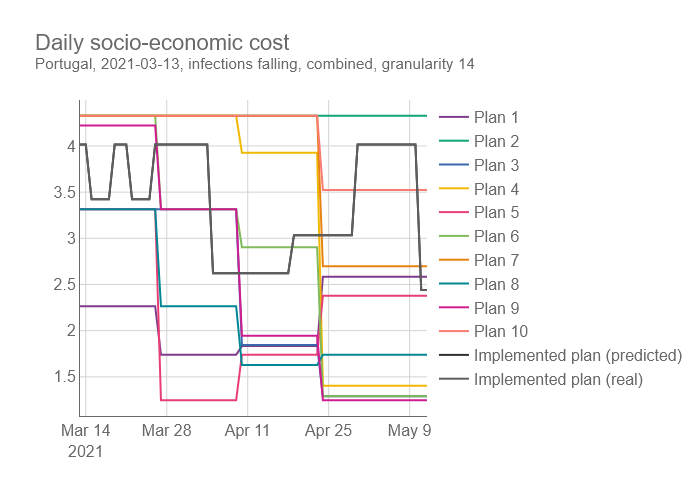 Daily socio-economic cost
Portugal, 2021-03-13, infections falling, combined, granularity 14
4
3.5
3
2.5
2
1.5
Mar 14
2021
Mar 28
Apr 11
Apr 25
May 9
Plan 1
Plan 2
Plan 3
Plan 4
Plan 5
Plan 6
Plan 7
Plan 8
Plan 9
Plan 10
Implemented plan (predicted)
Implemented plan (real)